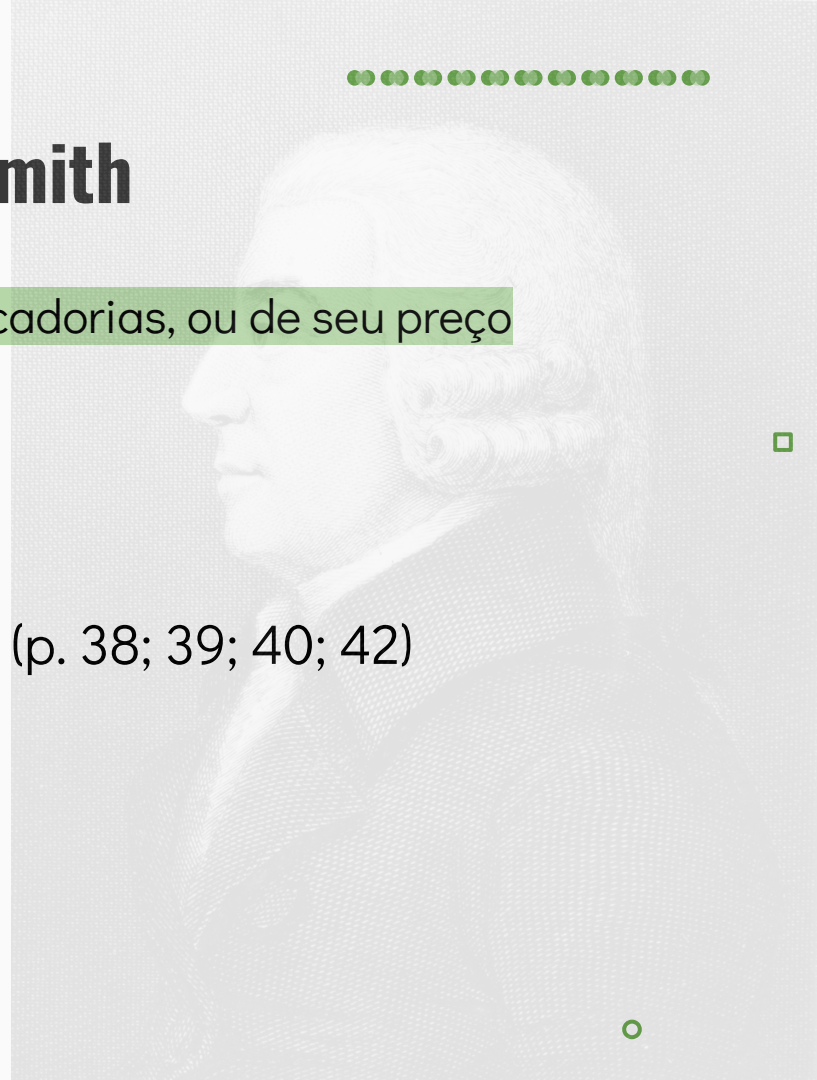 mith
cadorias, ou de seu preço
(p. 38; 39; 40; 42)